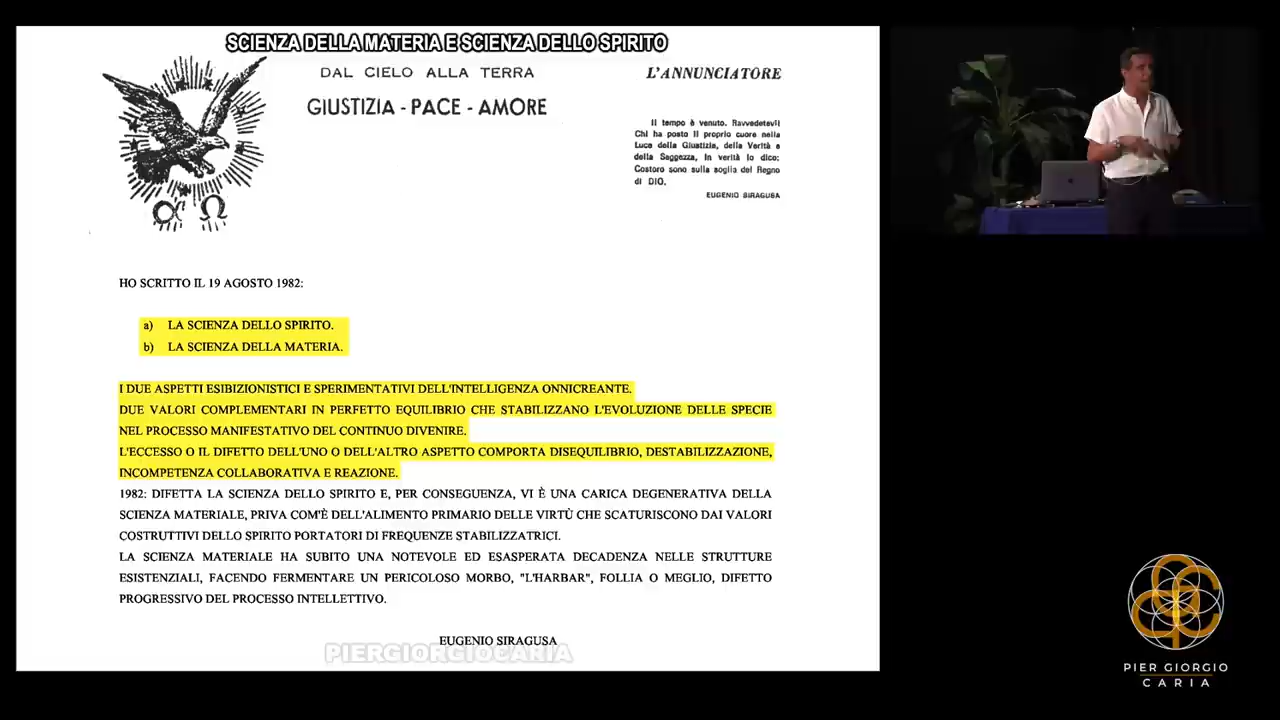 SCIENZA DELLA MATERIA E SCIENZA DELLO SPIRITO
DAL CIELO ALLA TERRA
GIUSTIZIA - PACE - AMORE
L'ANNUNCIATORE
Il tempo è venuto. Ravvedetevi!
Chi ha posto il proprio cuore nella
Luce della Giustizia, della Verità e
della Saggezza, in verità lo dico:
Costoro sono sulla soglia del Regno
di DIO.
EUGENIO SIRAGUSA
α Ω
HO SCRITTO IL 19 AGOSTO 1982:
a) LA SCIENZA DELLO SPIRITO.
b) LA SCIENZA DELLA MATERIA.
I DUE ASPETTI ESIBIZIONISTICI E SPERIMENTATIVI DELL'INTELLIGENZA ONNICREANTE.
DUE VALORI COMPLEMENTARI IN PERFETTO EQUILIBRIO CHE STABILIZZANO L'EVOLUZIONE DELLE SPECIE
NEL PROCESSO MANIFESTATIVO DEL CONTINUO DIVENIRE.
L'ECCESSO O IL DIFETTO DELL'UNO O DELL'ALTRO ASPETTO COMPORTA DISEQUILIBRIO, DESTABILIZZAZIONE,
INCOMPETENZA COLLABORATIVA E REAZIONE.
1982: DIFETTA LA SCIENZA DELLO SPIRITO E, PER CONSEGUENZA, VI È UNA CARICA DEGENERATIVA DELLA
SCIENZA MATERIALE, PRIVA COM'È DELL'ALIMENTO PRIMARIO DELLE VIRTÙ CHE SCATURISCONO DAI VALORI
COSTRUTTIVI DELLO SPIRITO PORTATORI DI FREQUENZE STABILIZZATRICI.
LA SCIENZA MATERIALE HA SUBITO UNA NOTEVOLE ED ESASPERATA DECADENZA NELLE STRUTTURE
ESISTENZIALI, FACENDO FERMENTARE UN PERICOLOSO MORBO, "L'HARBAR", FOLLIA O MEGLIO, DIFETTO
PROGRESSIVO DEL PROCESSO INTELLETTIVO.
EUGENIO SIRAGUSA
PIERGIORGIOCARIA
PIER GIORGIO
CARIA